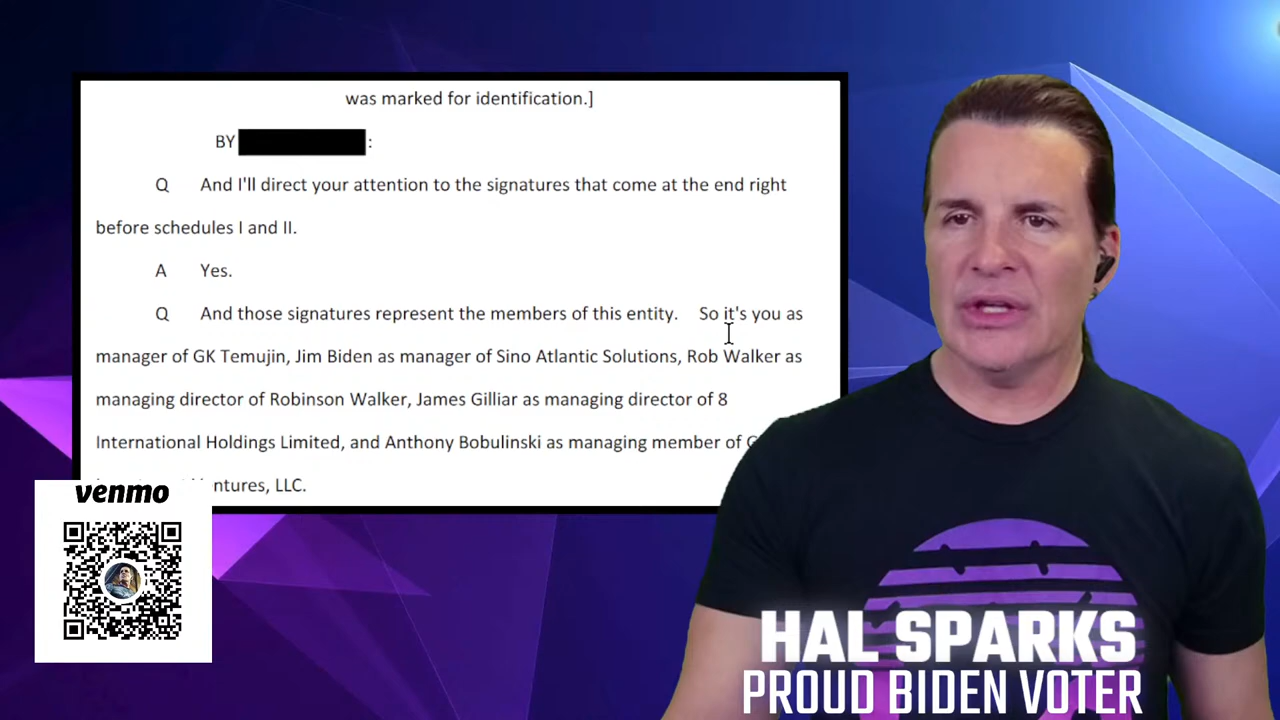 was marked for identification.]
BY :
Q And I'll direct your attention to the signatures that come at the end right
before schedules I and II.
A Yes.
Q And those signatures represent the members of this entity. So it's you as
manager of GK Temujin, Jim Biden as manager of Sino Atlantic Solutions, Rob Walker as
managing director of Robinson Walker, James Gilliar as managing director of 8
International Holdings Limited, and Anthony Bobulinski as managing member of
LLC.
venmo
HAL SPARKS
PROUD BIDEN VOTER